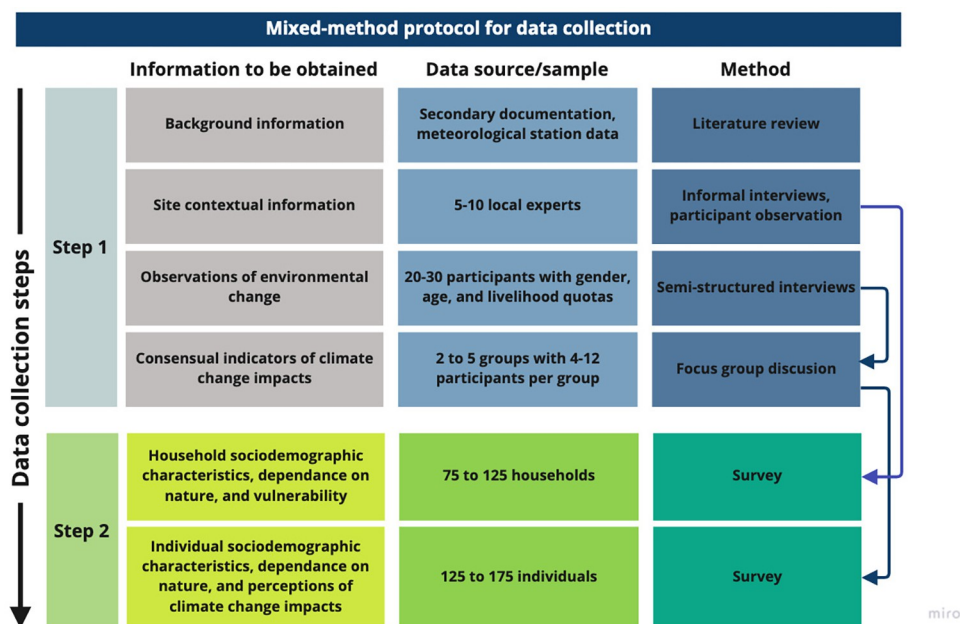 Mixed-method protocol for data collection
Information to be obtained
Data source/sample
Method
Data collection steps
Step 1
Background information
Secondary documentation,
meteorological station data
Literature review
Site contextual information
5-10 local experts
Informal interviews,
participant observation
Observations of environmental
change
20-30 participants with gender,
age, and livelihood quotas
Semi-structured interviews
Consensual indicators of climate
change impacts
2 to 5 groups with 4-12
participants per group
Focus group discusion
Step 2
Household sociodemographic
characteristics, dependance on
nature, and vulnerability
75 to 125 households
Survey
Individual sociodemographic
characteristics, dependance on
nature, and perceptions of
climate change impacts
125 to 175 individuals
Survey
miro